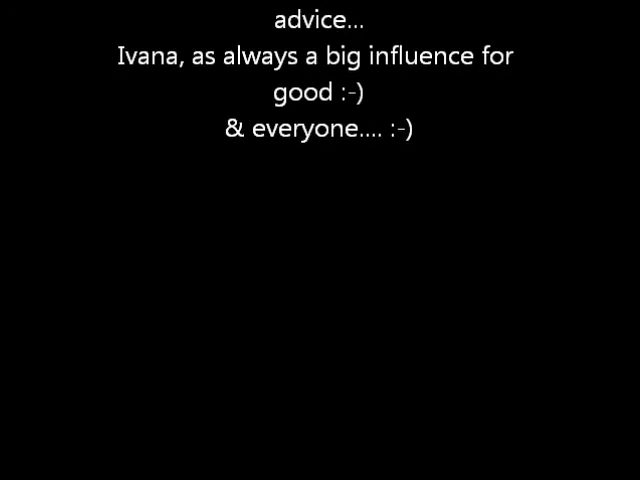 advice...
Ivana, as always a big influence for
good :-)
& everyone.... :-)